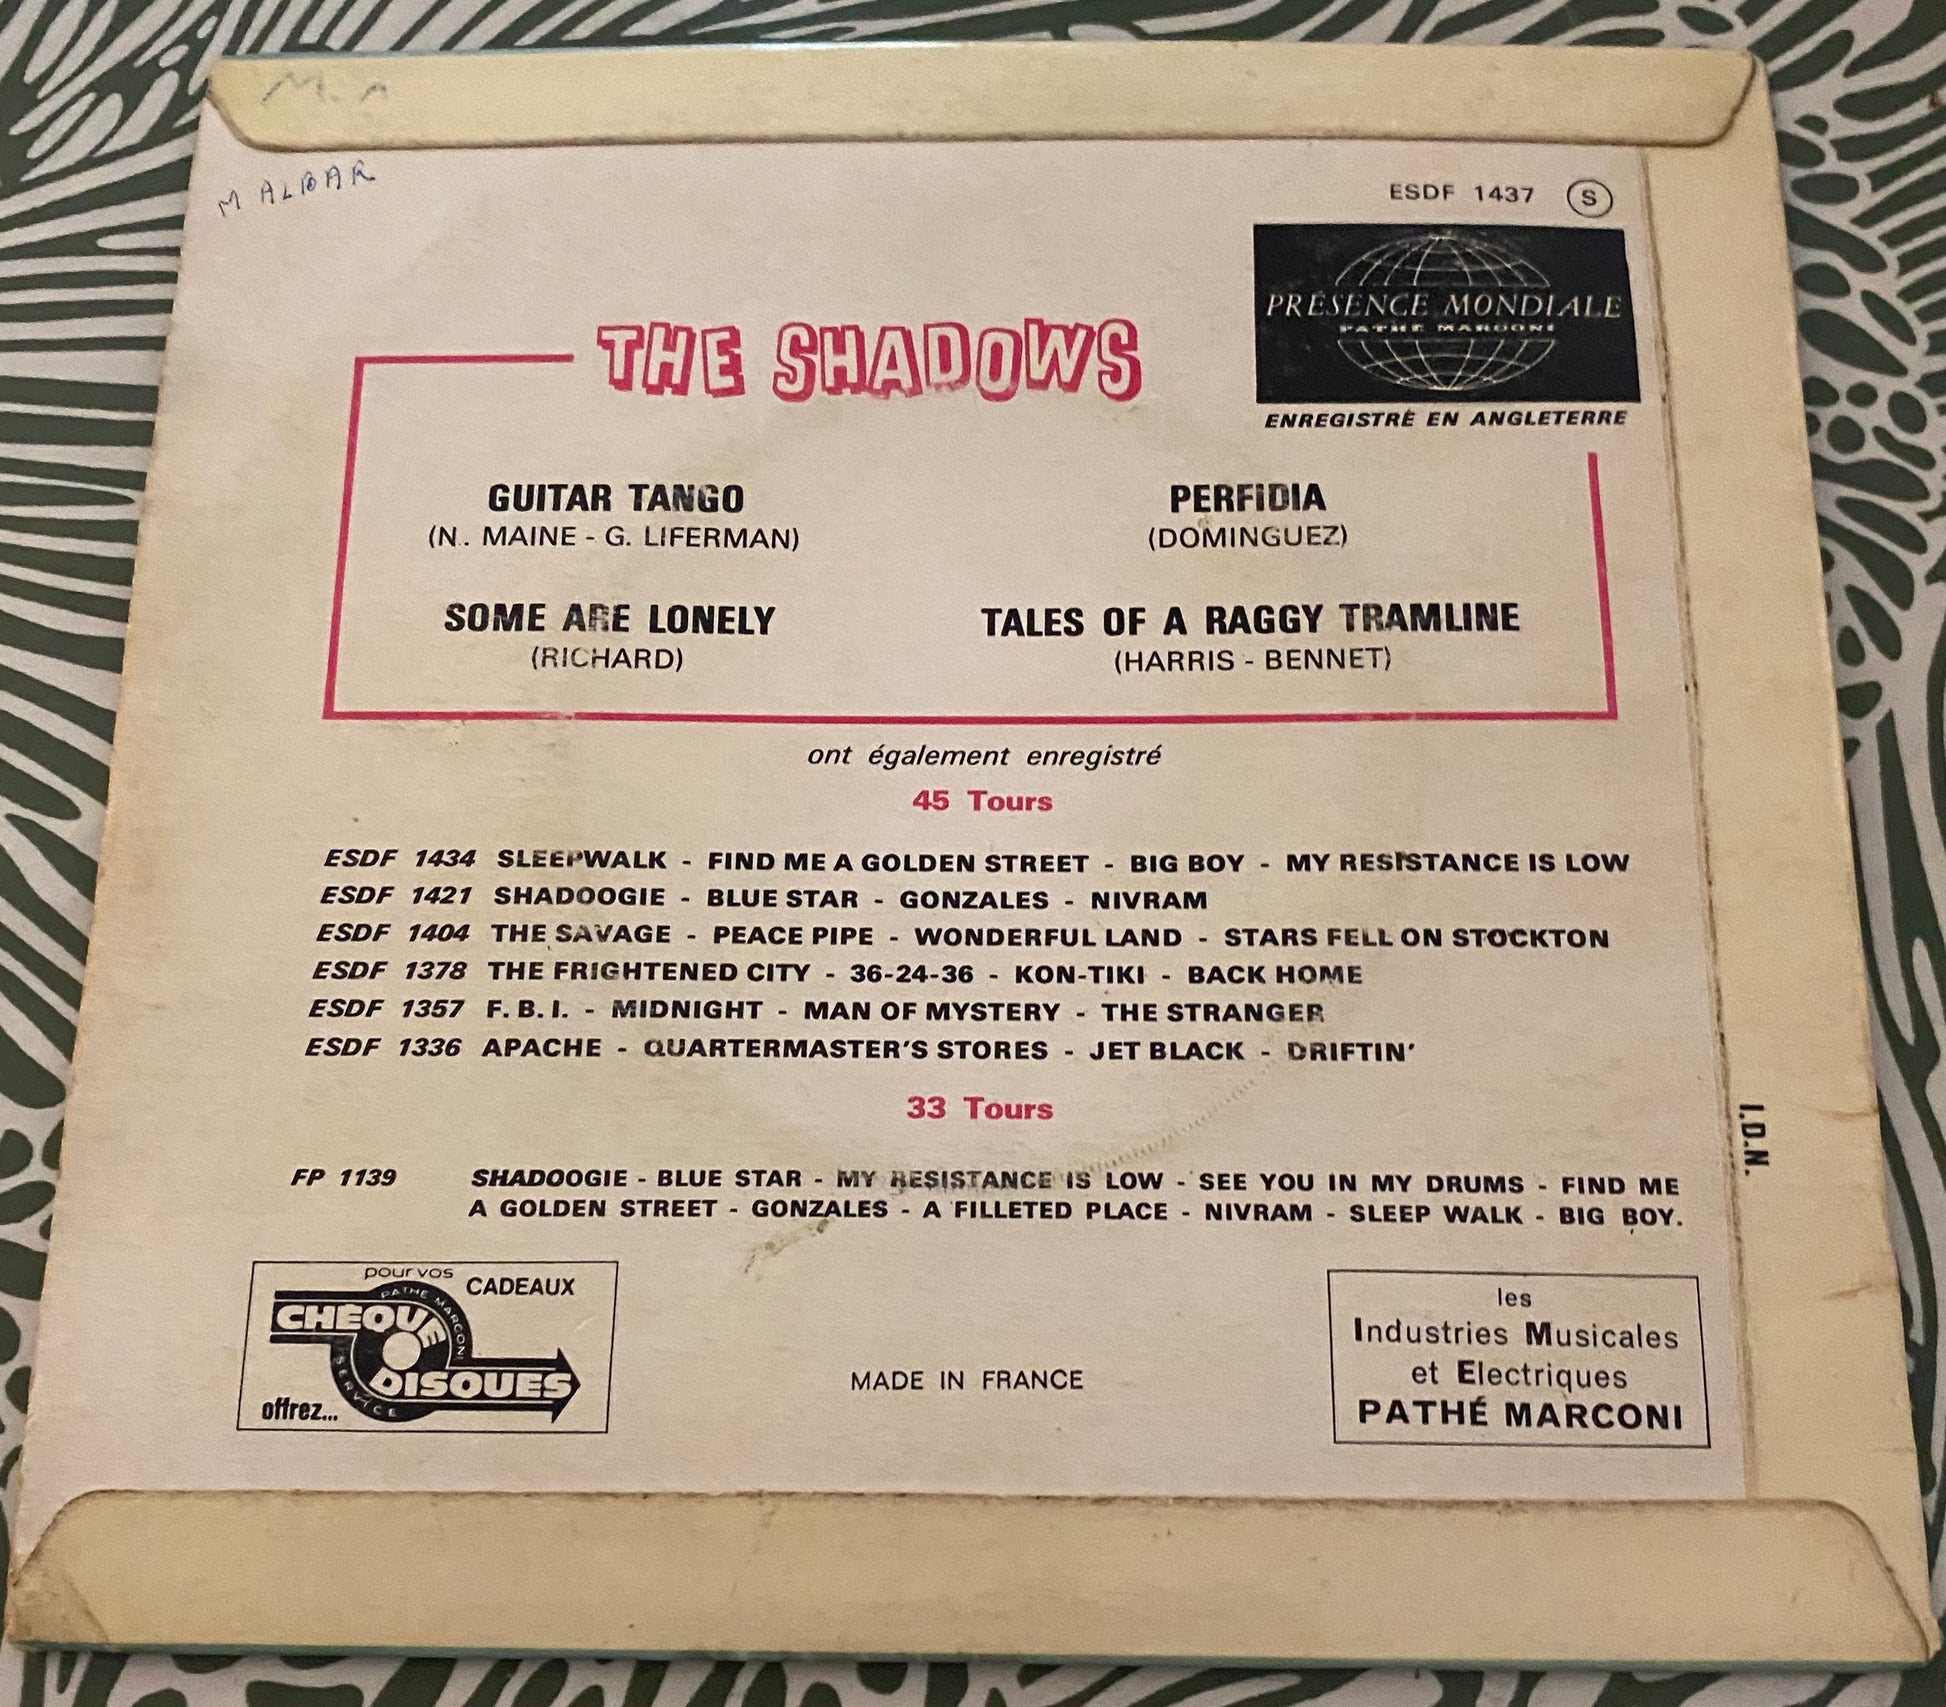 M. A
M ALBAR
ESDF 1437 S
PRÉSENCE MONDIALE
PATHÉ MARCONI
ENREGISTRÉ EN ANGLETERRE
THE SHADOWS
GUITAR TANGO
(N. MAINE - G. LIFERMAN)
PERFIDIA
(DOMINGUEZ)
SOME ARE LONELY
(RICHARD)
TALES OF A RAGGY TRAMLINE
(HARRIS - BENNET)
ont également enregistré
45 Tours
ESDF 1434 SLEEPWALK - FIND ME A GOLDEN STREET - BIG BOY - MY RESISTANCE IS LOW
ESDF 1421 SHADOOGIE - BLUE STAR - GONZALES - NIVRAM
ESDF 1404 THE SAVAGE - PEACE PIPE - WONDERFUL LAND - STARS FELL ON STOCKTON
ESDF 1378 THE FRIGHTENED CITY - 36-24-36 - KON-TIKI - BACK HOME
ESDF 1357 F.B.I. - MIDNIGHT - MAN OF MYSTERY - THE STRANGER
ESDF 1336 APACHE - QUARTERMASTER'S STORES - JET BLACK - DRIFTIN'
33 Tours
FP 1139 SHADOOGIE - BLUE STAR - MY RESISTANCE IS LOW - SEE YOU IN MY DRUMS - FIND ME
A GOLDEN STREET - GONZALES - A FILLETED PLACE - NIVRAM - SLEEP WALK - BIG BOY.
I.D.N.
pour vos CADEAUX
PATHE MARCONI
CHÈQUE
DISQUES
SERVICE
offrez...
MADE IN FRANCE
les
Industries Musicales
et Electriques
PATHÉ MARCONI